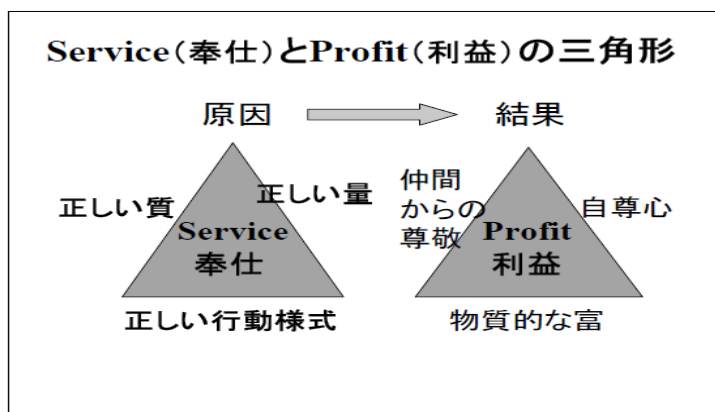 Service(奉仕)とProfit(利益)の三角形
原因
結果
正しい質
正しい量
Service
奉仕
正しい行動様式
仲間
からの
尊敬
自尊心
Profit
利益
物質的な富